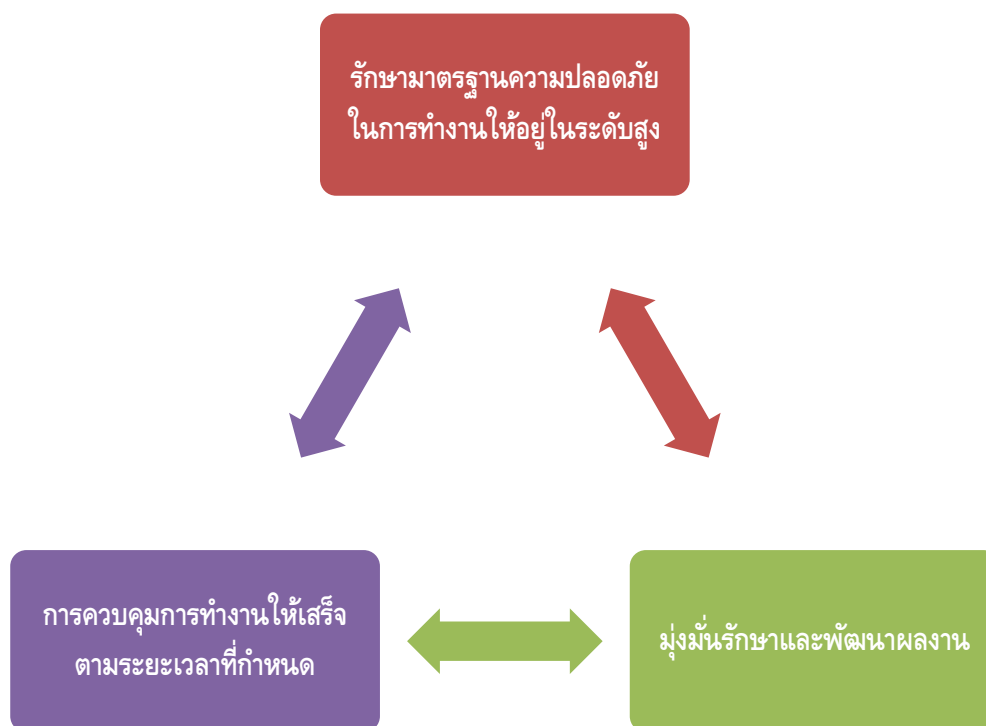 รักษามาตรฐานความปลอดภัย
ในการทำงานให้อยู่ในระดับสูง
การควบคุมการทำงานให้เสร็จ
ตามระยะเวลาที่กำหนด
มุ่งมั่นรักษาและพัฒนาผลงาน